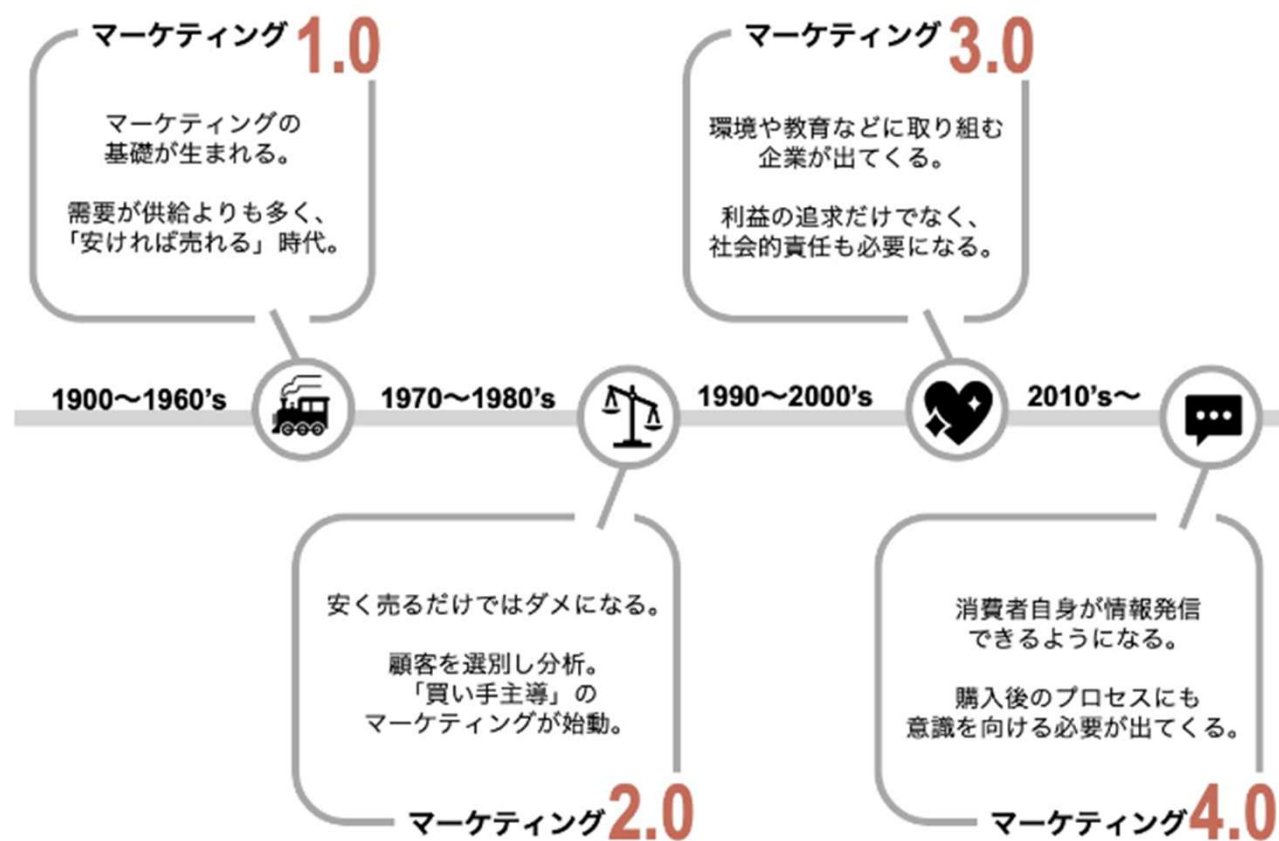 マーケティング1.0
マーケティングの
基礎が生まれる。
需要が供給よりも多く、
「安ければ売れる」時代。
マーケティング3.0
環境や教育などに取り組む
企業が出てくる。
利益の追求だけでなく、
社会的責任も必要になる。
1900〜1960’s
1970〜1980’s
1990〜2000’s
2010’s〜
安く売るだけではダメになる。
顧客を選別し分析。
「買い手主導」の
マーケティングが始動。
マーケティング2.0
消費者自身が情報発信
できるようになる。
購入後のプロセスにも
意識を向ける必要が出てくる。
マーケティング4.0